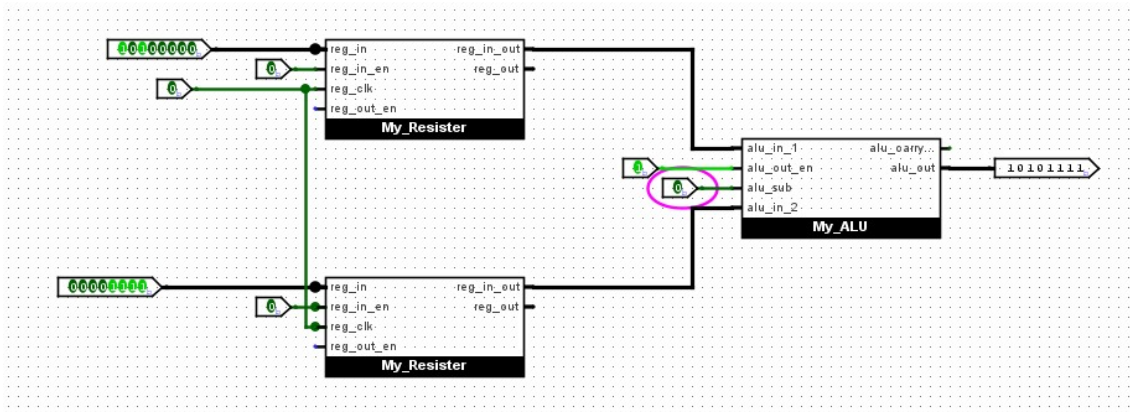 10100000
reg_in
reg_in_out
0
reg_in_en
reg_out
0
reg_clk
reg_out_en
My_Resister
alu_in_1
alu_carry...
1
alu_out_en
alu_out
10101111
0
alu_sub
alu_in_2
My_ALU
00001111
reg_in
reg_in_out
0
reg_in_en
reg_out
reg_clk
reg_out_en
My_Resister